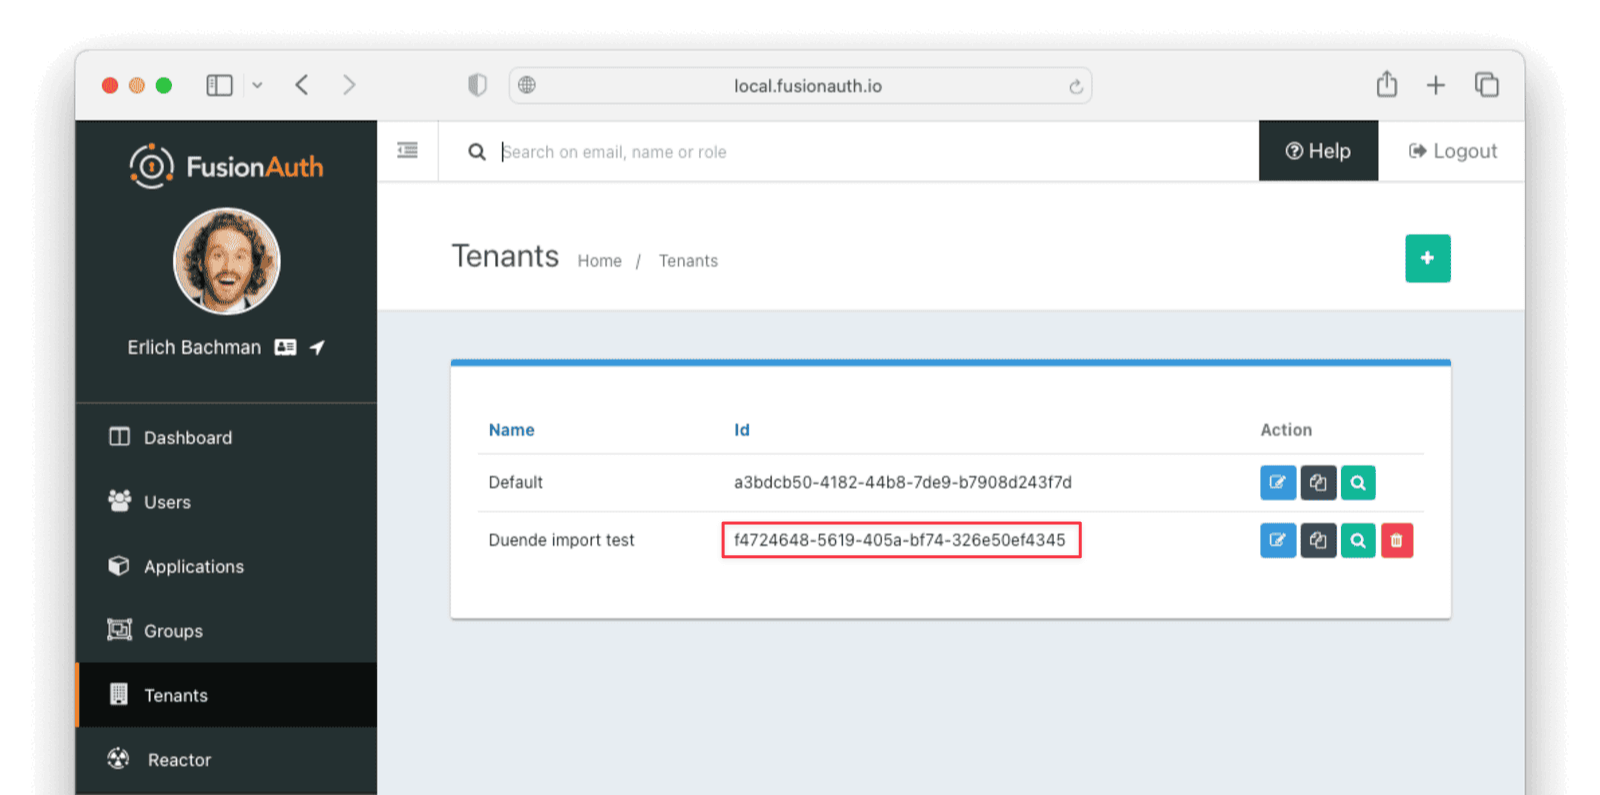 local.fusionauth.io
FusionAuth
Search on email, name or role
Help
Logout
Erlich Bachman
Dashboard
Users
Applications
Groups
Tenants
Reactor
Tenants Home / Tenants
Name Id Action
Default a3bdcb50-4182-44b8-7de9-b7908d243f7d
Duende import test f4724648-5619-405a-bf74-326e50ef4345